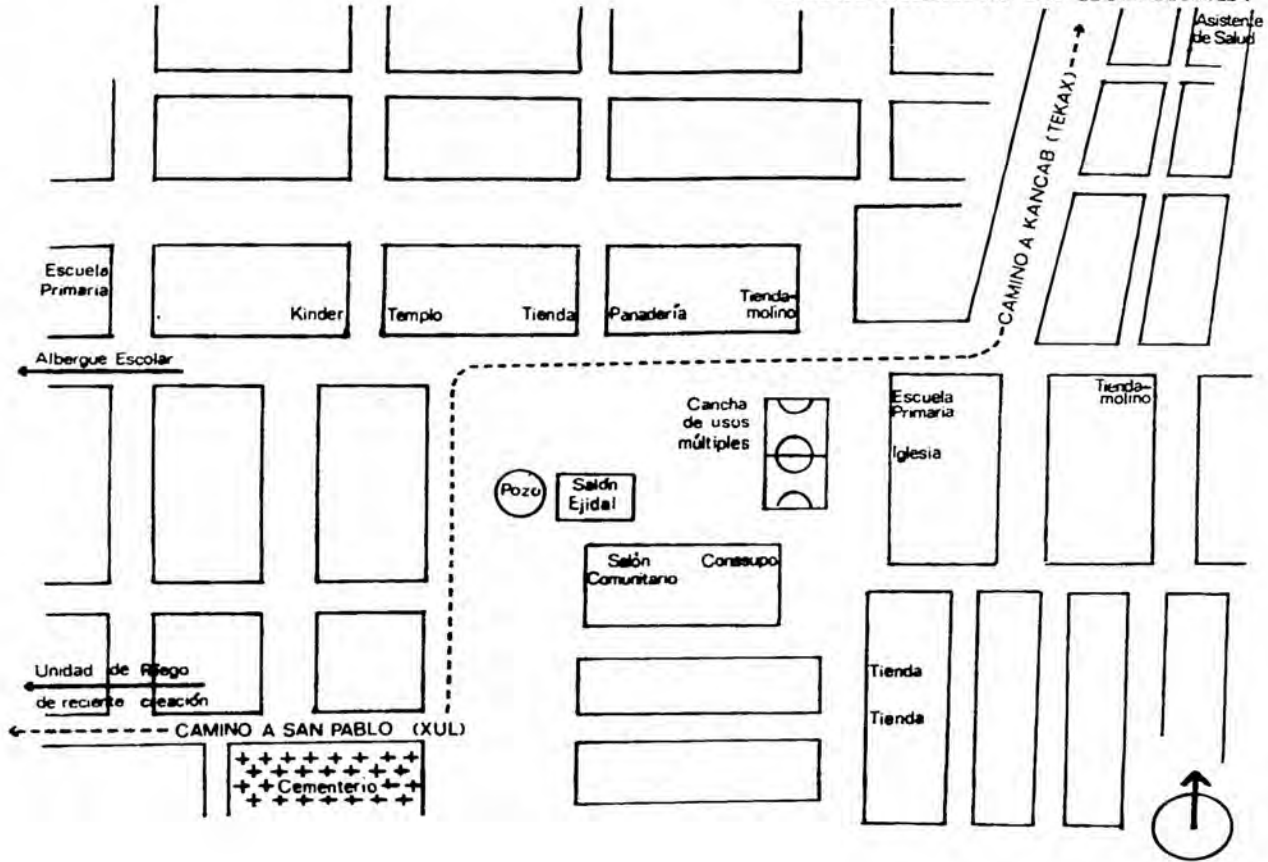 Asistente
de Salud
CAMINO A KANCAB (TEKAX)
Escuela
Primaria
Kinder
Templo
Tienda
Panadería
Tienda-
molino
Albergue Escolar
Cancha
de usos
múltiples
Escuela
Primaria
Iglesia
Tienda-
molino
Pozo
Salón
Ejidal
Salón
Comunitario
Conasupo
Unidad de Riego
de reciente creación
Tienda
Tienda
CAMINO A SAN PABLO (XUL)
Cementerio